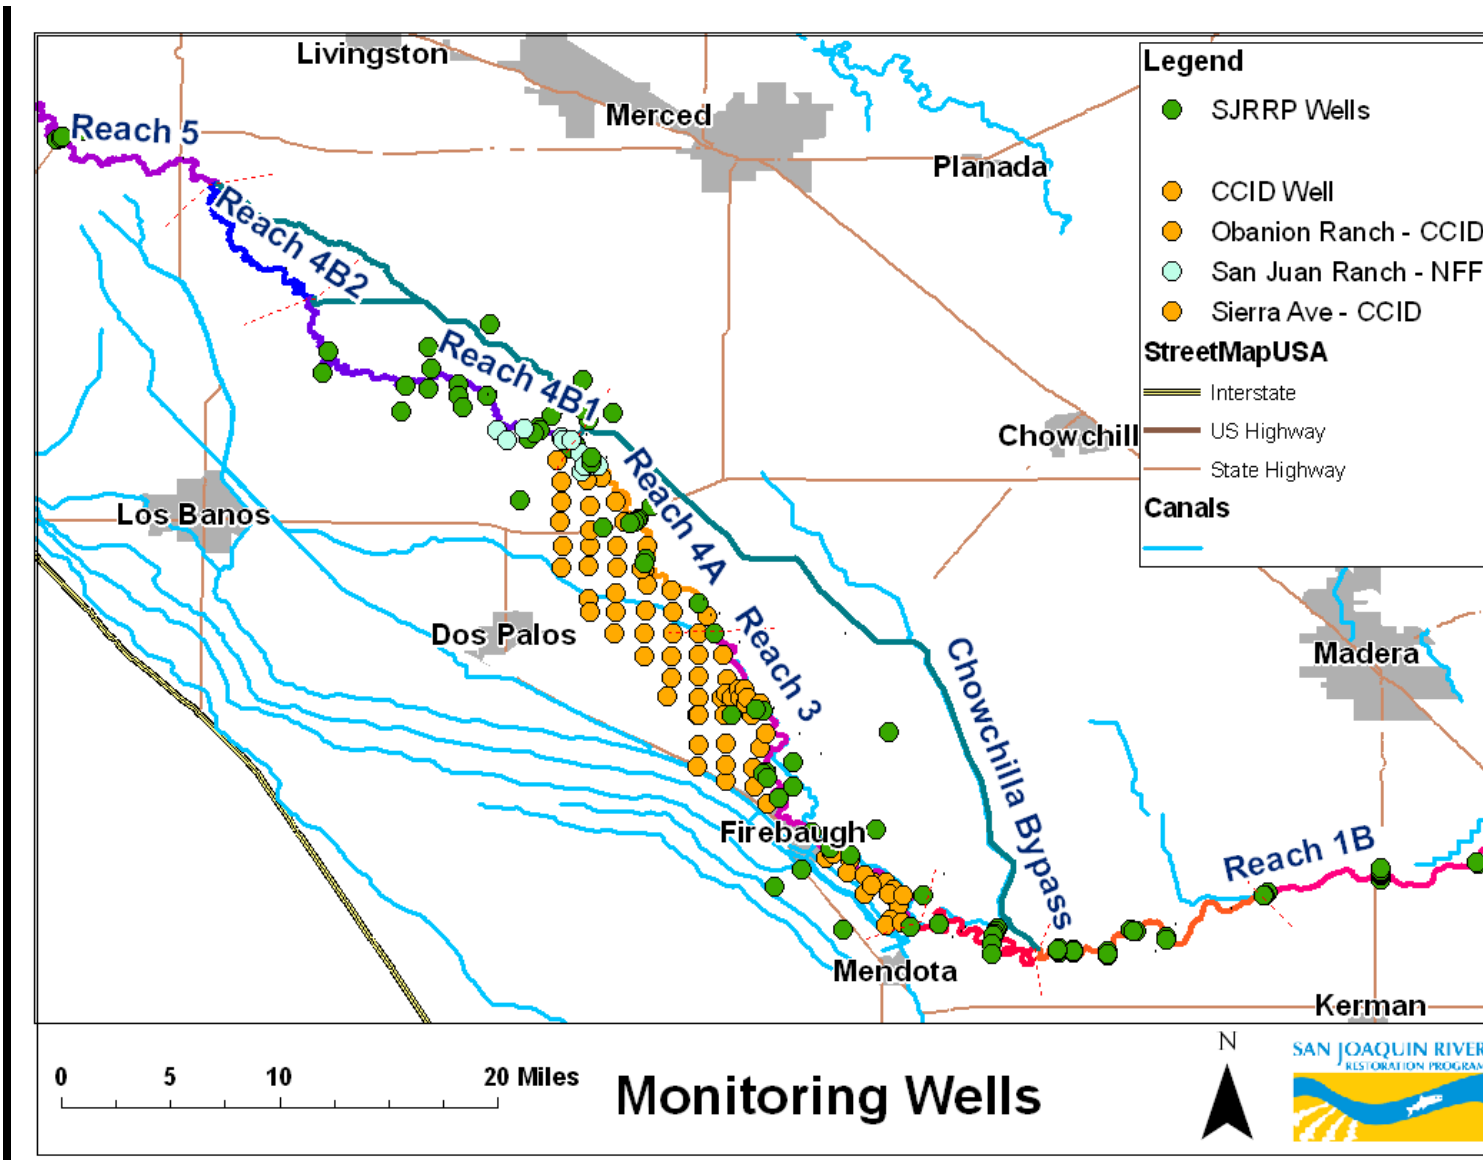 Livingston
Merced
Planada
Reach 5
Reach 4B2
Reach 4B1
Chowchill
Los Banos
Reach 4A
Dos Palos
Reach 3
Madera
Chowchilla Bypass
Firebaugh
Reach 1B
Mendota
Kerman
Legend
SJRRP Wells
CCID Well
Obanion Ranch - CCID
San Juan Ranch - NFF
Sierra Ave - CCID
StreetMapUSA
Interstate
US Highway
State Highway
Canals
0 5 10 20 Miles
Monitoring Wells
N
SAN JOAQUIN RIVER
RESTORATION PROGRAM